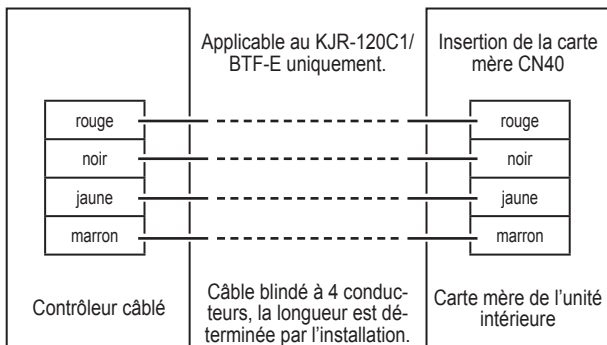 Applicable au KJR-120C1/
BTF-E uniquement.
Insertion de la carte
mère CN40
rouge
noir
jaune
marron
rouge
noir
jaune
marron
Contrôleur câblé
Câble blindé à 4 conduc-
teurs, la longueur est dé-
terminée par l'installation.
Carte mère de l'unité
intérieure